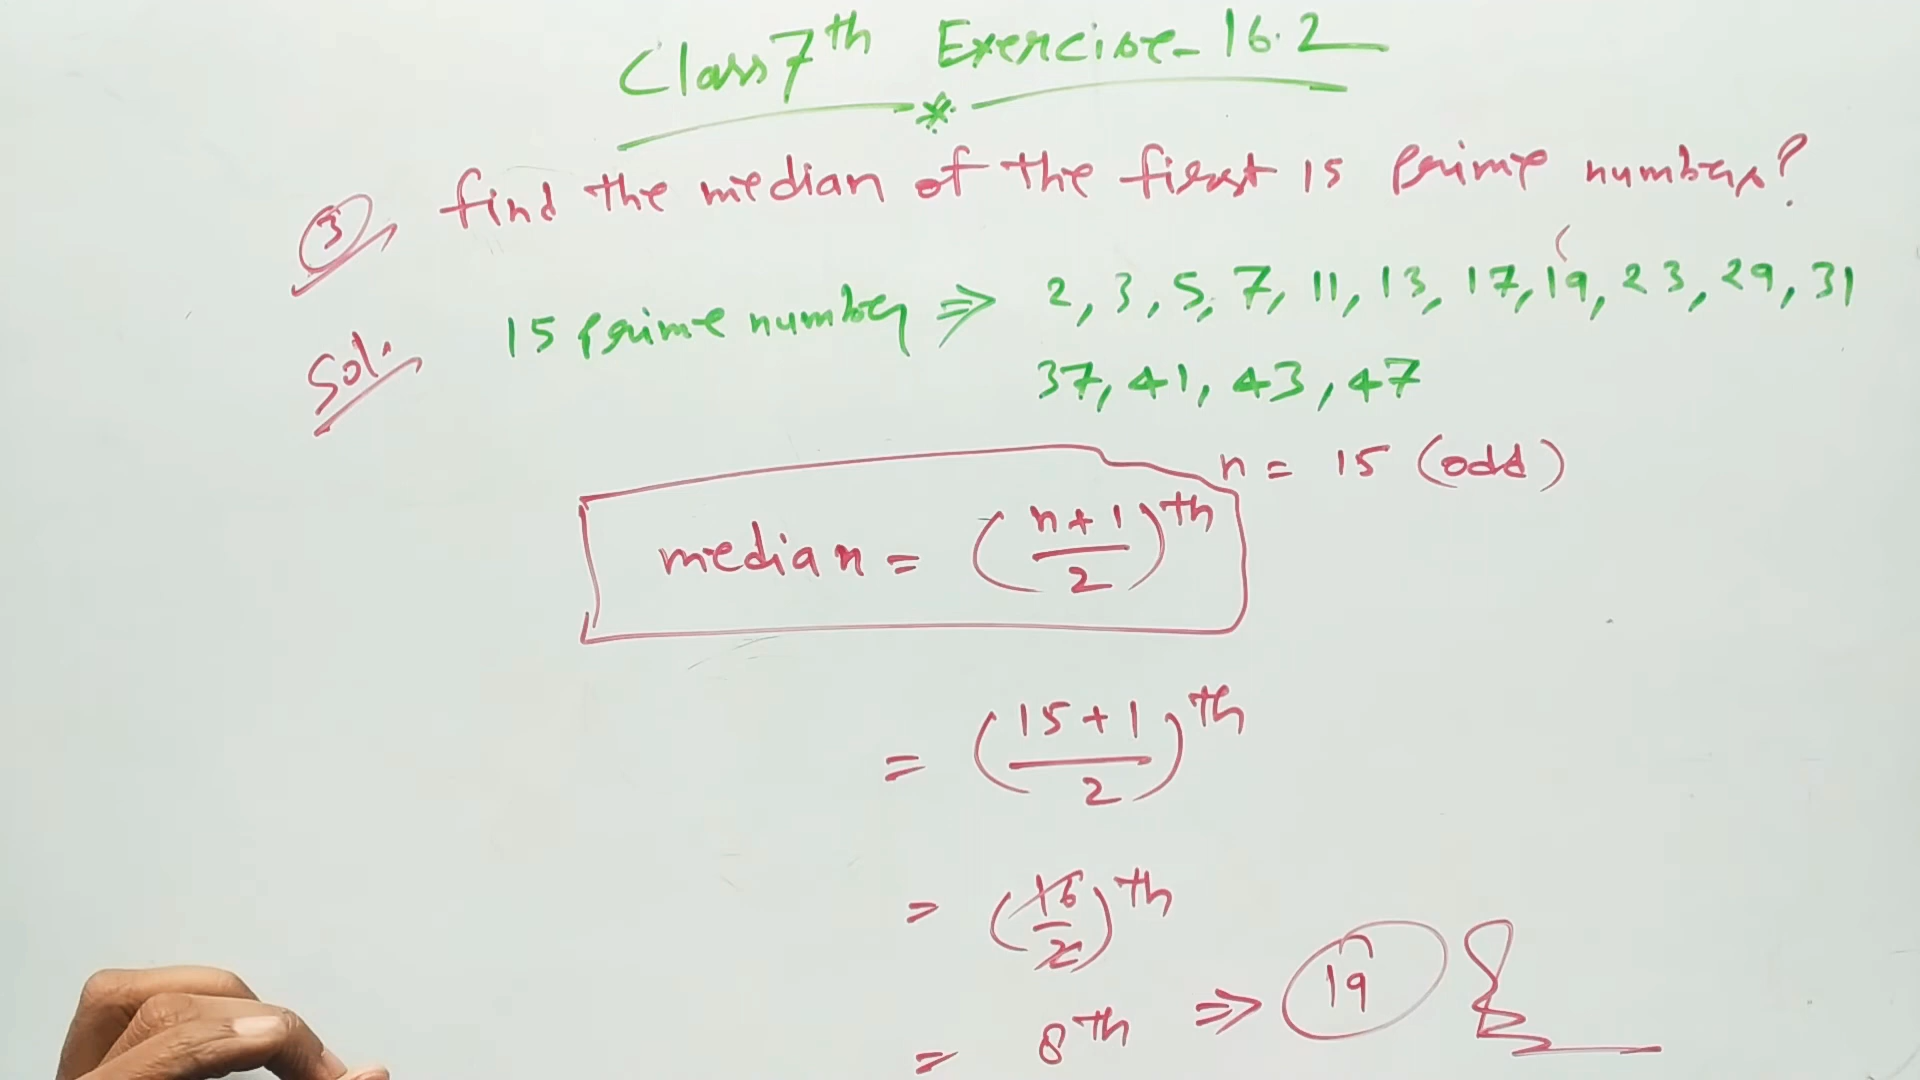 Class 7th Exercise-16.2
③ find the median of the first 15 prime numbers?
Sol. 15 prime number ⇒ 2, 3, 5, 7, 11, 13, 17, 19, 23, 29, 31
37, 41, 43, 47
n = 15 (odd)
median = (n+1/2)th
= (15+1/2)th
= (16/2)th
= 8th ⇒ 19